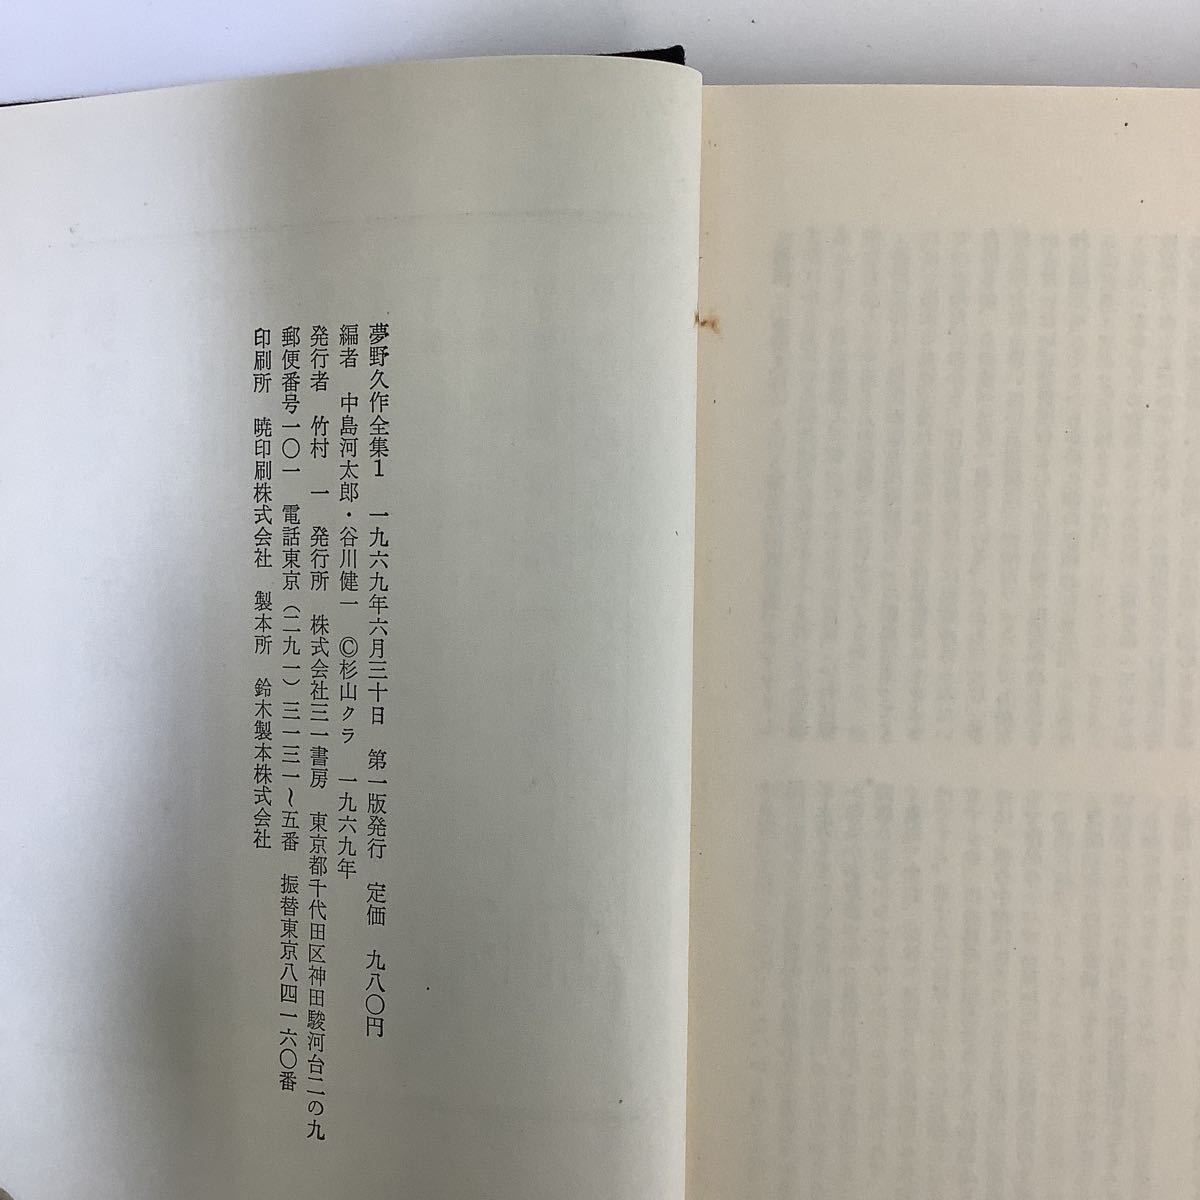 夢野久作全集1　一九六九年六月三十日　第一版発行　定価　九八〇円
編者　中島河太郎・谷川健一　©杉山クラ　一九六九年
発行者　竹村　一　発行所　株式会社三一書房　東京都千代田区神田駿河台二の九
郵便番号一〇一　電話東京(二九一)三一三一〜五番　振替東京八四一六〇番
印刷所　暁印刷株式会社　製本所　鈴木製本株式会社